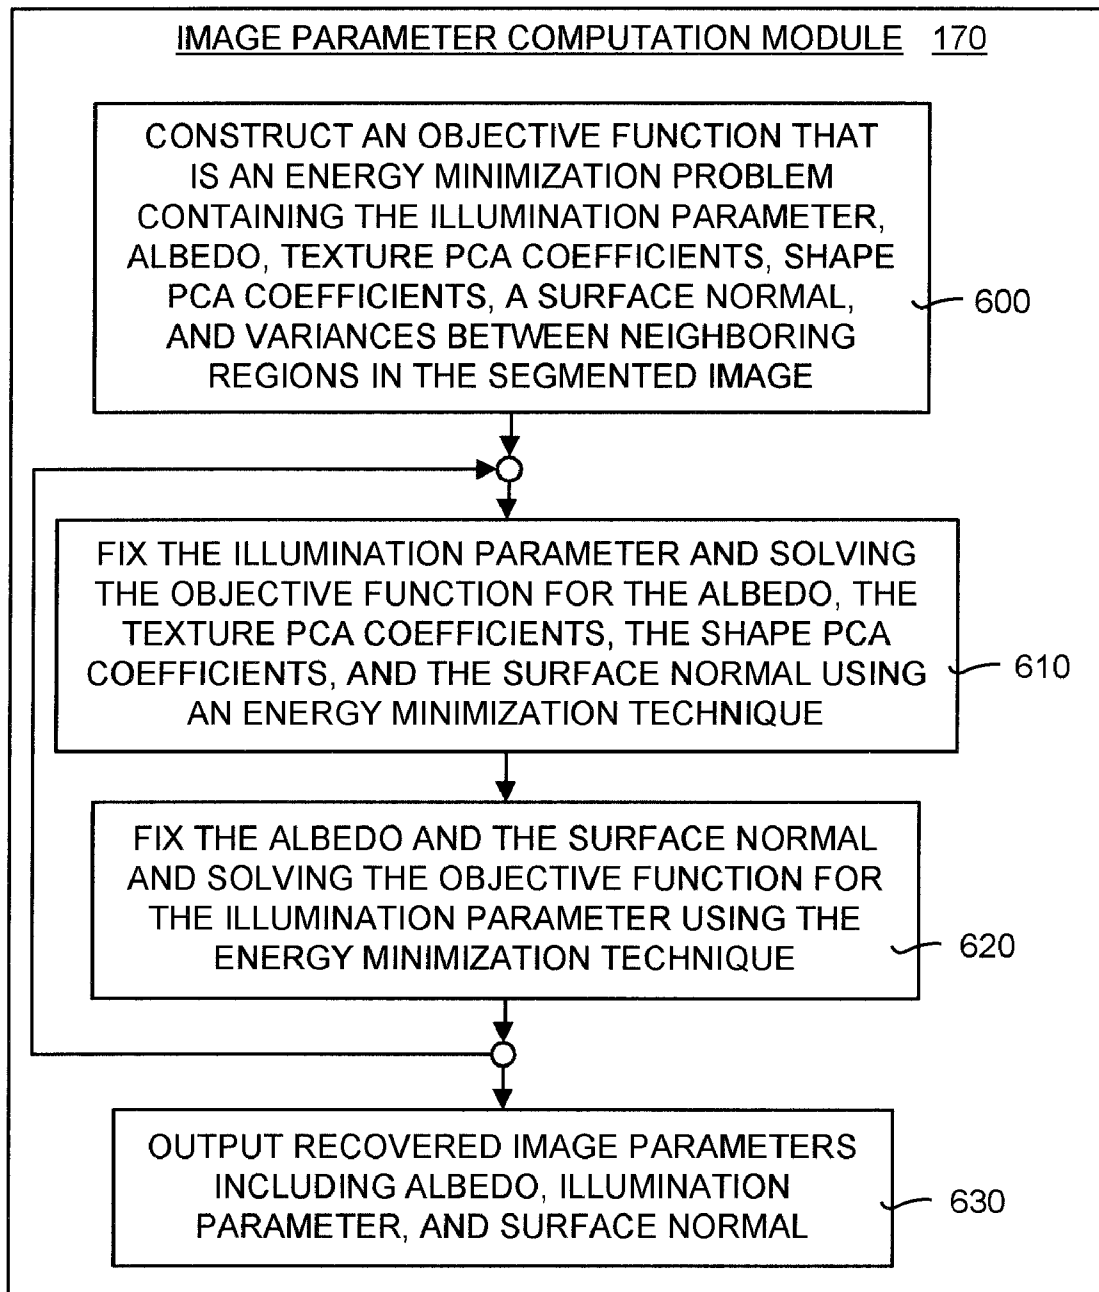 IMAGE PARAMETER COMPUTATION MODULE 170
CONSTRUCT AN OBJECTIVE FUNCTION THAT
IS AN ENERGY MINIMIZATION PROBLEM
CONTAINING THE ILLUMINATION PARAMETER,
ALBEDO, TEXTURE PCA COEFFICIENTS, SHAPE
PCA COEFFICIENTS, A SURFACE NORMAL,
AND VARIANCES BETWEEN NEIGHBORING
REGIONS IN THE SEGMENTED IMAGE
600
FIX THE ILLUMINATION PARAMETER AND SOLVING
THE OBJECTIVE FUNCTION FOR THE ALBEDO, THE
TEXTURE PCA COEFFICIENTS, THE SHAPE PCA
COEFFICIENTS, AND THE SURFACE NORMAL USING
AN ENERGY MINIMIZATION TECHNIQUE
610
FIX THE ALBEDO AND THE SURFACE NORMAL
AND SOLVING THE OBJECTIVE FUNCTION FOR
THE ILLUMINATION PARAMETER USING THE
ENERGY MINIMIZATION TECHNIQUE
620
OUTPUT RECOVERED IMAGE PARAMETERS
INCLUDING ALBEDO, ILLUMINATION
PARAMETER, AND SURFACE NORMAL
630